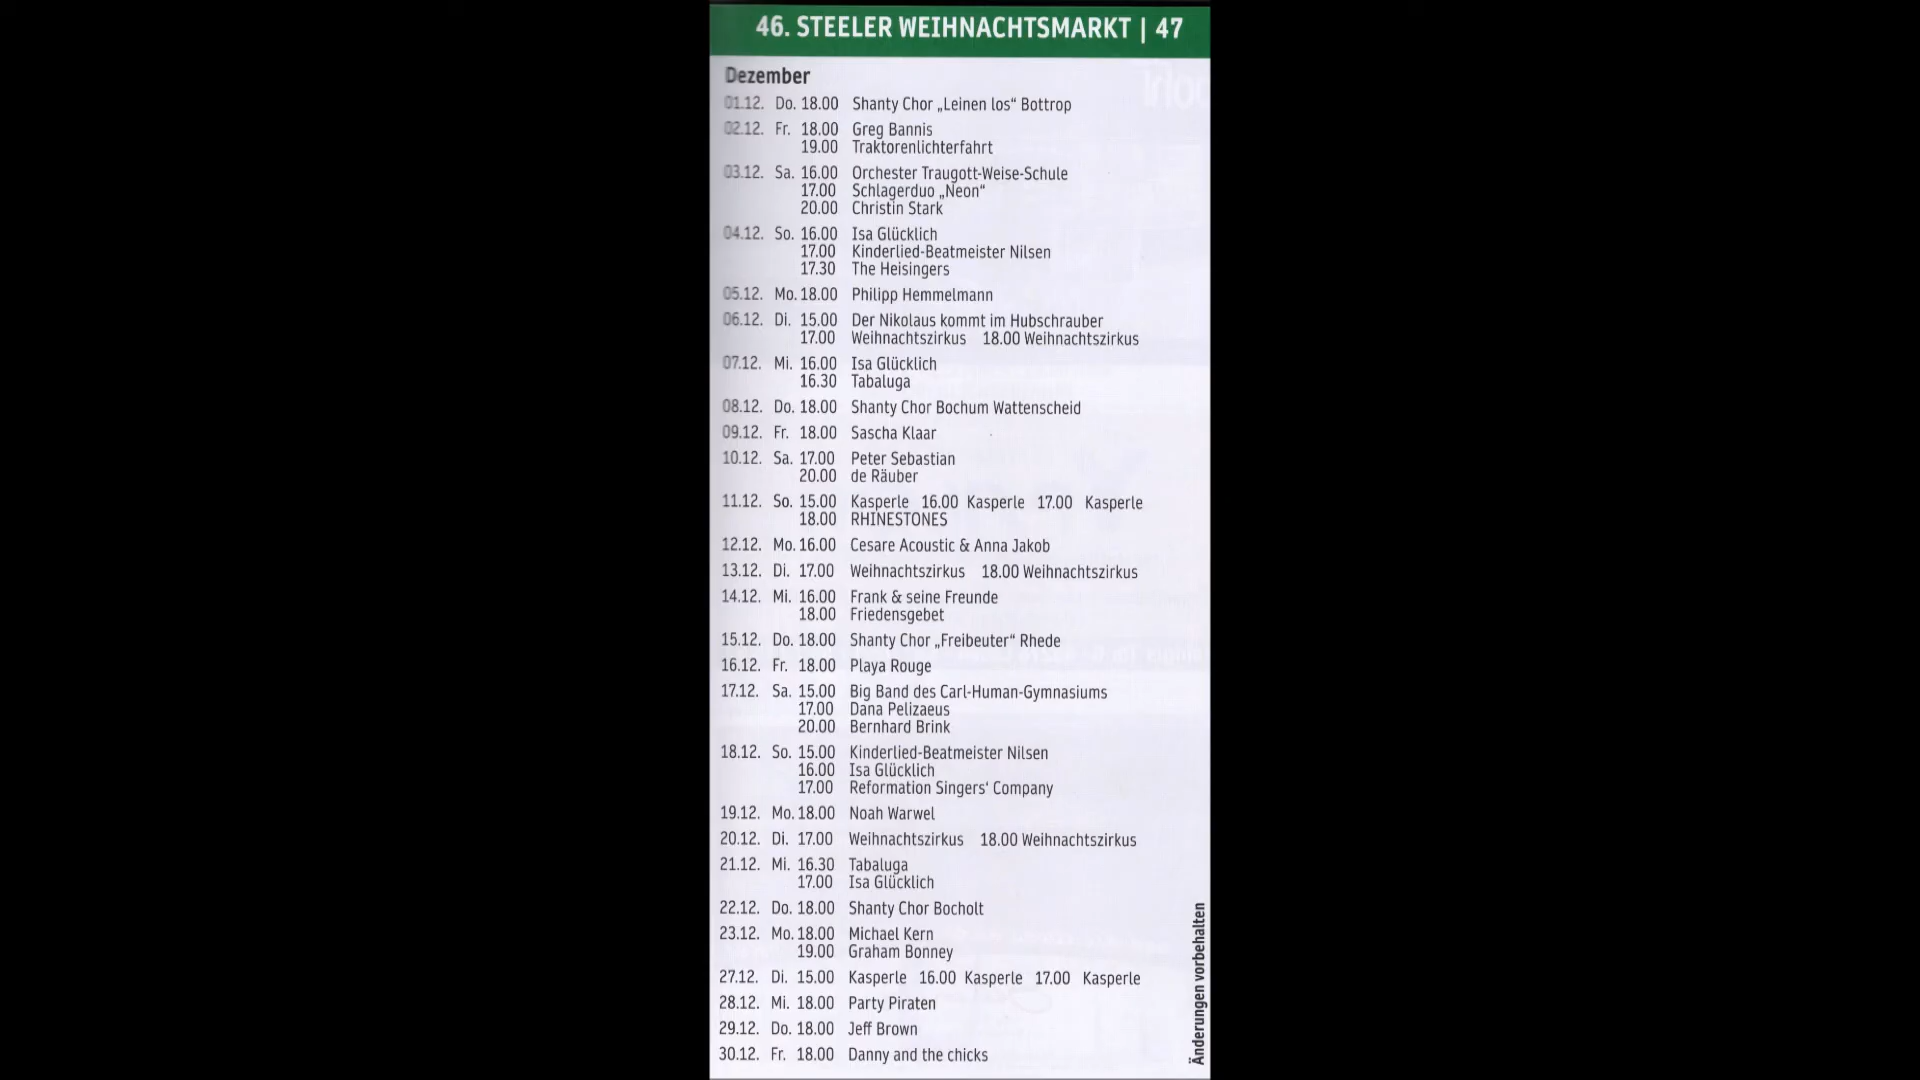 46. STEELER WEIHNACHTSMARKT | 47
Dezember
01.12. Do. 18.00 Shanty Chor „Leinen los“ Bottrop
02.12. Fr. 18.00 Greg Bannis
19.00 Traktorenlichterfahrt
03.12. Sa. 16.00 Orchester Traugott-Weise-Schule
17.00 Schlagerduo „Neon“
20.00 Christin Stark
04.12. So. 16.00 Isa Glücklich
17.00 Kinderlied-Beatmeister Nilsen
17.30 The Heisingers
05.12. Mo. 18.00 Philipp Hemmelmann
06.12. Di. 15.00 Der Nikolaus kommt im Hubschrauber
17.00 Weihnachtszirkus 18.00 Weihnachtszirkus
07.12. Mi. 16.00 Isa Glücklich
16.30 Tabaluga
08.12. Do. 18.00 Shanty Chor Bochum Wattenscheid
09.12. Fr. 18.00 Sascha Klaar
10.12. Sa. 17.00 Peter Sebastian
20.00 de Räuber
11.12. So. 15.00 Kasperle 16.00 Kasperle 17.00 Kasperle
18.00 RHINESTONES
12.12. Mo. 16.00 Cesare Acoustic & Anna Jakob
13.12. Di. 17.00 Weihnachtszirkus 18.00 Weihnachtszirkus
14.12. Mi. 16.00 Frank & seine Freunde
18.00 Friedensgebet
15.12. Do. 18.00 Shanty Chor „Freibeuter“ Rhede
16.12. Fr. 18.00 Playa Rouge
17.12. Sa. 15.00 Big Band des Carl-Human-Gymnasiums
17.00 Dana Pelizaeus
20.00 Bernhard Brink
18.12. So. 15.00 Kinderlied-Beatmeister Nilsen
16.00 Isa Glücklich
17.00 Reformation Singers‘ Company
19.12. Mo. 18.00 Noah Warwel
20.12. Di. 17.00 Weihnachtszirkus 18.00 Weihnachtszirkus
21.12. Mi. 16.30 Tabaluga
17.00 Isa Glücklich
22.12. Do. 18.00 Shanty Chor Bocholt
23.12. Mo. 18.00 Michael Kern
19.00 Graham Bonney
27.12. Di. 15.00 Kasperle 16.00 Kasperle 17.00 Kasperle
28.12. Mi. 18.00 Party Piraten
29.12. Do. 18.00 Jeff Brown
30.12. Fr. 18.00 Danny and the chicks
Änderungen vorbehalten